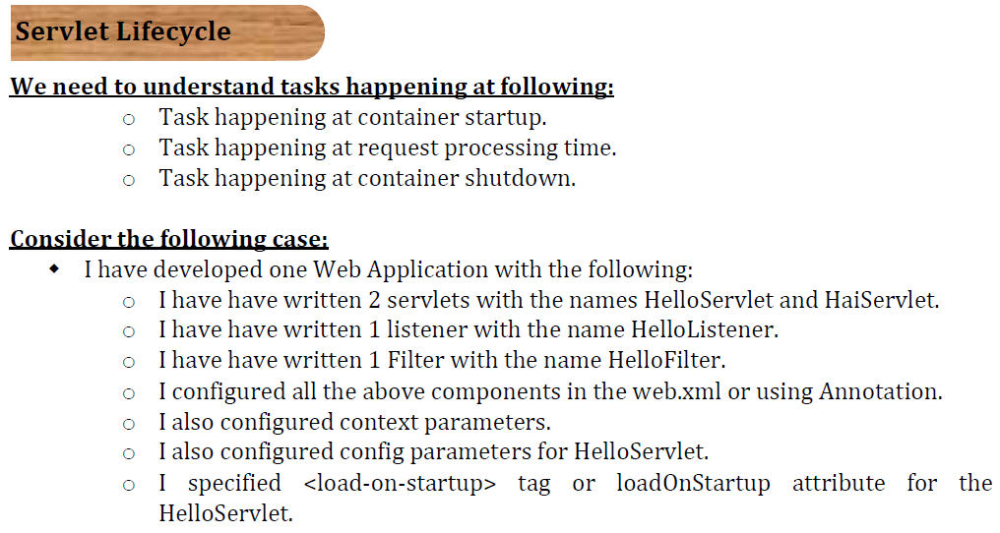 Servlet Lifecycle
We need to understand tasks happening at following:
○ Task happening at container startup.
○ Task happening at request processing time.
○ Task happening at container shutdown.
Consider the following case:
◆ I have developed one Web Application with the following:
○ I have have written 2 servlets with the names HelloServlet and HaiServlet.
○ I have have written 1 listener with the name HelloListener.
○ I have have written 1 Filter with the name HelloFilter.
○ I configured all the above components in the web.xml or using Annotation.
○ I also configured context parameters.
○ I also configured config parameters for HelloServlet.
○ I specified <load-on-startup> tag or loadOnStartup attribute for the
HelloServlet.